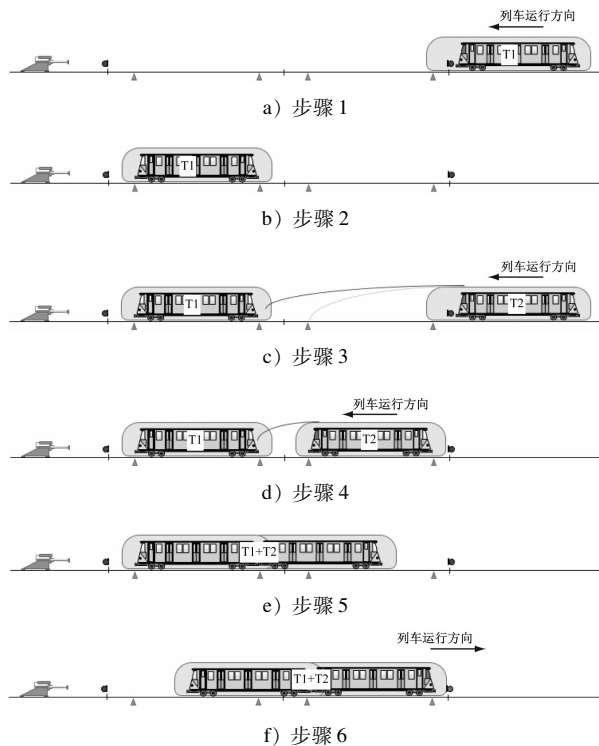 列车运行方向
T1
a）步骤 1
T1
b）步骤 2
列车运行方向
T1
T2
c）步骤 3
列车运行方向
T1
T2
d）步骤 4
T1+T2
e）步骤 5
列车运行方向
T1+T2
f）步骤 6